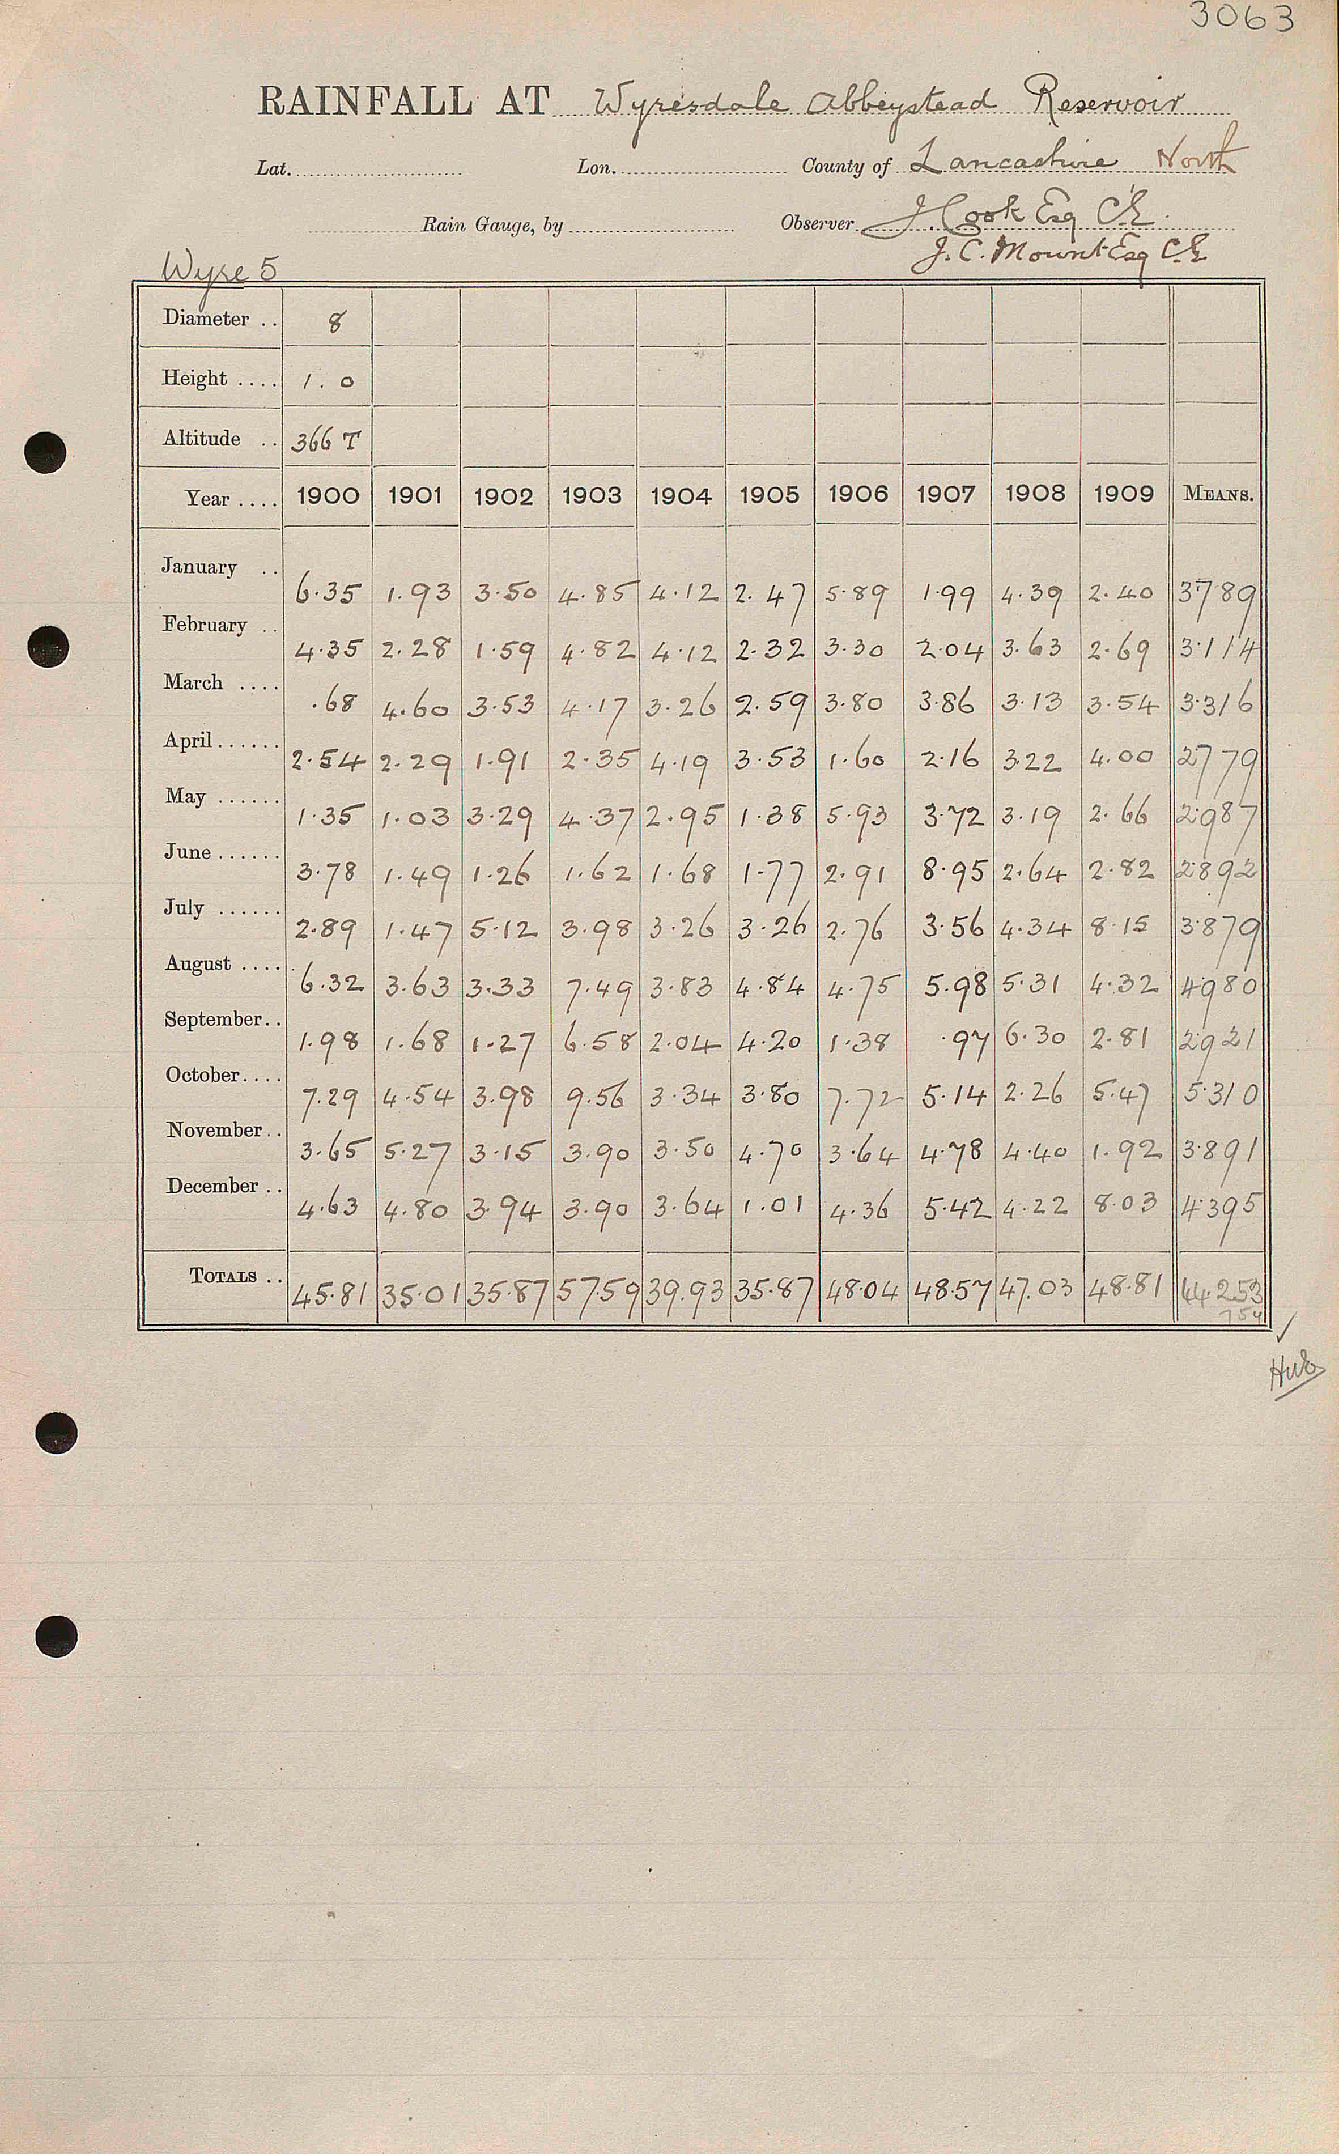 3063
RAINFALL AT Wyresdale Abbeystead Reservoir
Lat. Lon. County of Lancashire North
Rain Gauge, by Observer J. Cook Esq C.E.
J. C. Mount Esq C.E
Wyre 5
Diameter .. 8
Height .... 1.0
Altitude .. 366 T
Year .... 1900 1901 1902 1903 1904 1905 1906 1907 1908 1909 MEANS.
January .. 6.35 1.93 3.50 4.85 4.12 2.47 5.89 1.99 4.39 2.40 3789
February .. 4.35 2.28 1.59 4.82 4.12 2.32 3.30 2.04 3.63 2.69 3.114
March .... .68 4.60 3.53 4.17 3.26 2.59 3.80 3.86 3.13 3.54 3.316
April ...... 2.54 2.29 1.91 2.35 4.19 3.53 1.60 2.16 3.22 4.00 2779
May ...... 1.35 1.03 3.29 4.37 2.95 1.38 5.93 3.72 3.19 2.66 2.987
June ...... 3.78 1.49 1.26 1.62 1.68 1.77 2.91 8.95 2.64 2.82 2892
July ...... 2.89 1.47 5.12 3.98 3.26 3.26 2.76 3.56 4.34 8.15 3.879
August .... 6.32 3.63 3.33 7.49 3.83 4.84 4.75 5.98 5.31 4.32 4980
September .. 1.98 1.68 1.27 6.58 2.04 4.20 1.38 .97 6.30 2.81 2921
October .... 7.29 4.54 3.98 9.56 3.34 3.80 7.72 5.14 2.26 5.47 5.310
November .. 3.65 5.27 3.15 3.90 3.50 4.70 3.64 4.78 4.40 1.92 3.891
December .. 4.63 4.80 3.94 3.90 3.64 1.01 4.36 5.42 4.22 8.03 4.395
TOTALS .. 45.81 35.01 35.87 57.59 39.93 35.87 48.04 48.57 47.03 48.81 44.253